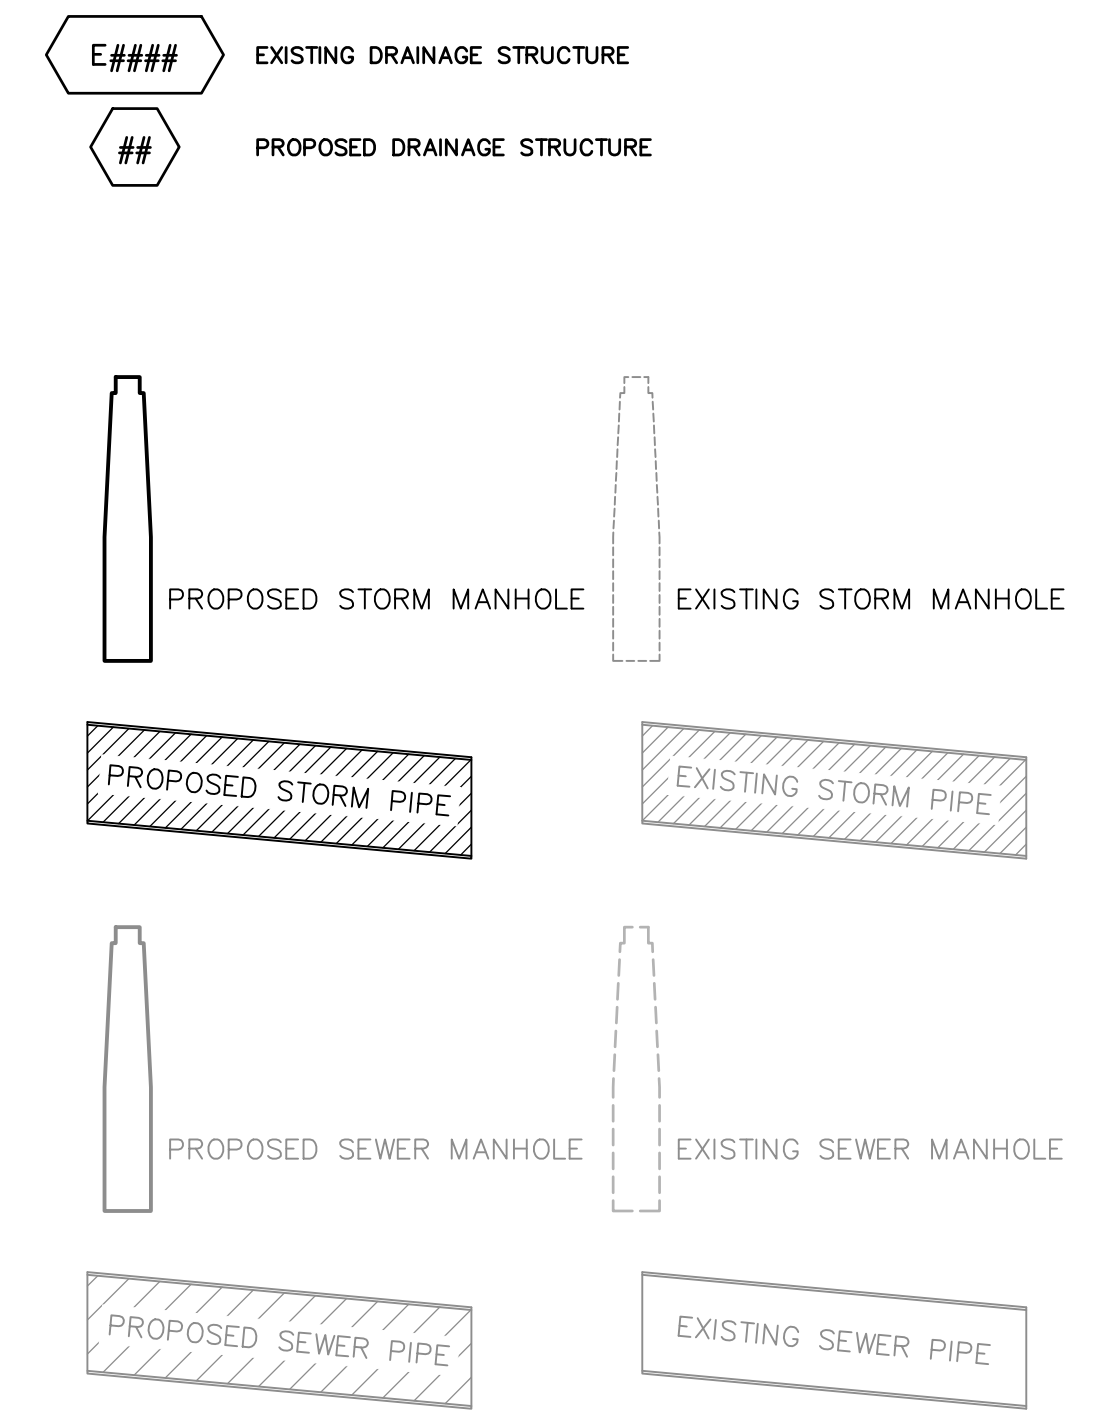 E#### EXISTING DRAINAGE STRUCTURE
## PROPOSED DRAINAGE STRUCTURE
PROPOSED STORM MANHOLE
EXISTING STORM MANHOLE
PROPOSED STORM PIPE
EXISTING STORM PIPE
PROPOSED SEWER MANHOLE
EXISTING SEWER MANHOLE
PROPOSED SEWER PIPE
EXISTING SEWER PIPE